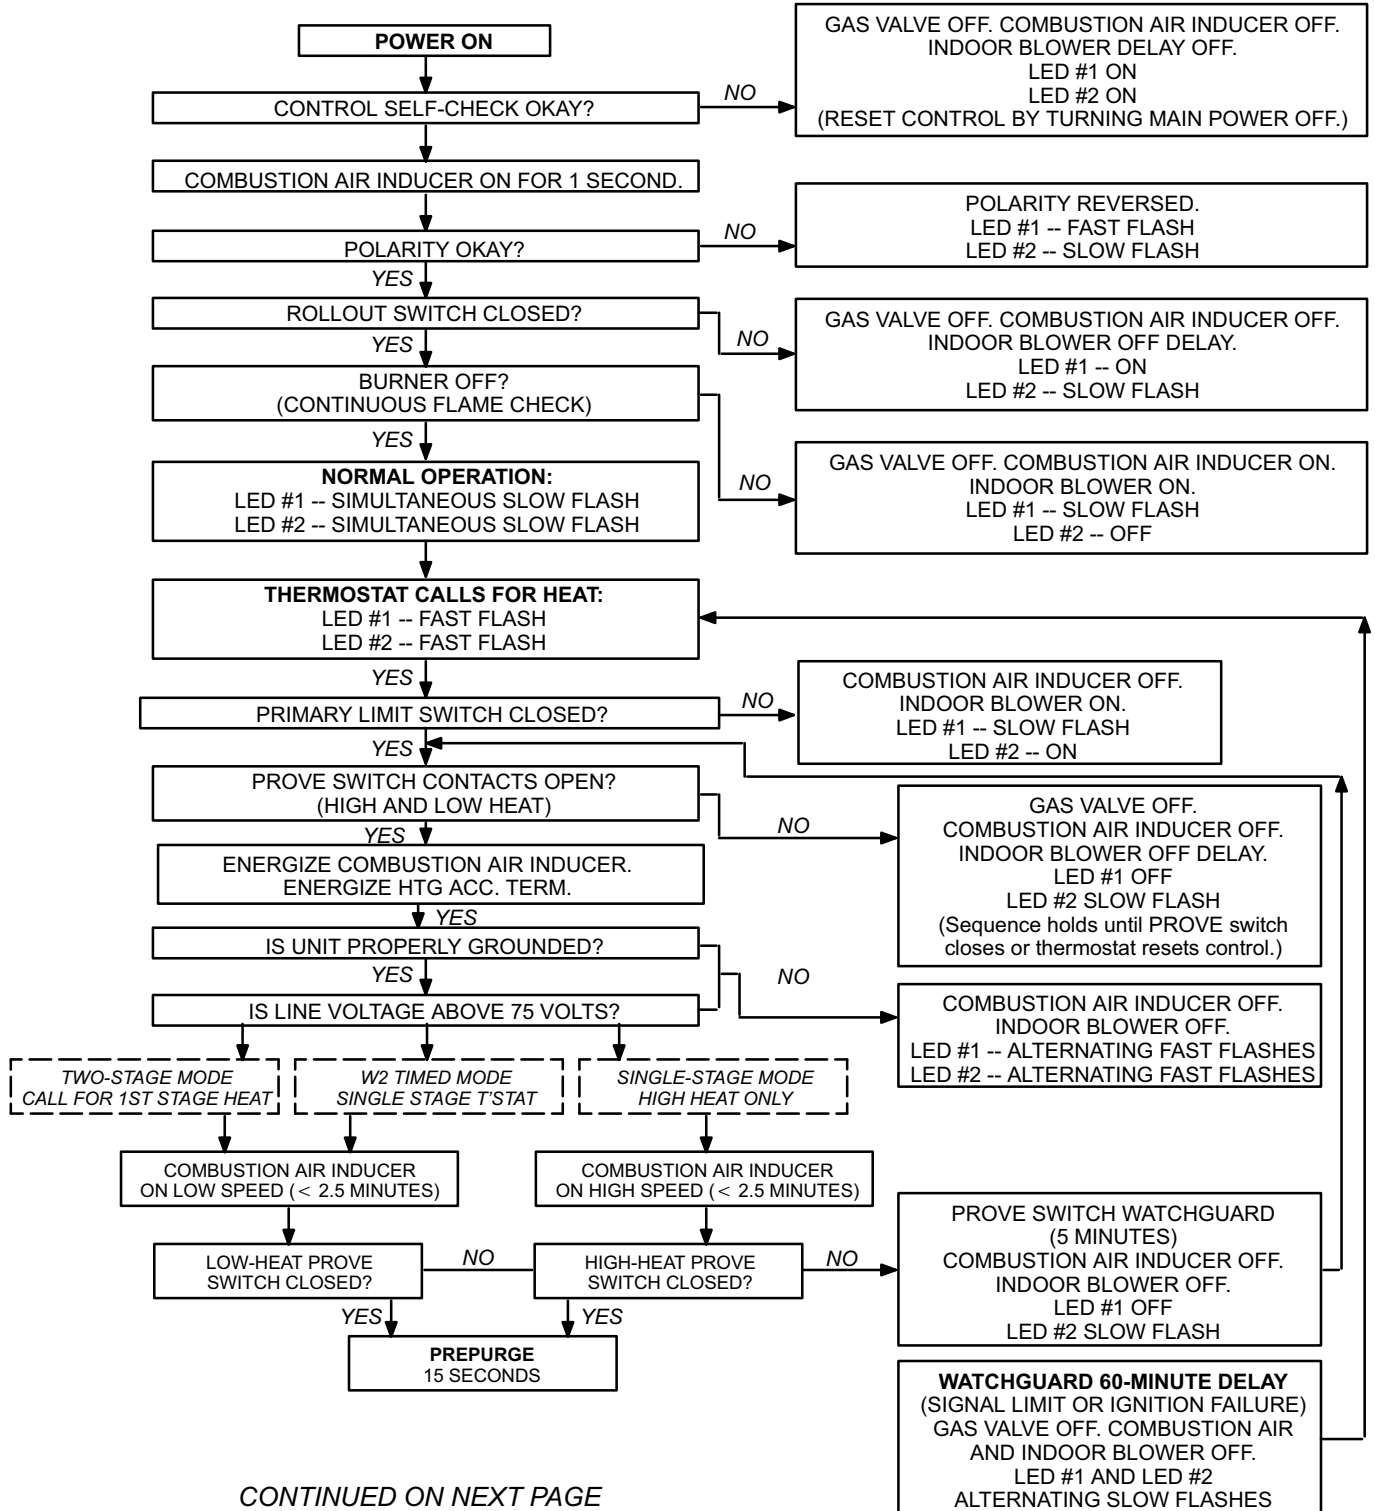 POWER ON
GAS VALVE OFF. COMBUSTION AIR INDUCER OFF.
INDOOR BLOWER DELAY OFF.
LED #1 ON
LED #2 ON
(RESET CONTROL BY TURNING MAIN POWER OFF.)
CONTROL SELF-CHECK OKAY?
NO
COMBUSTION AIR INDUCER ON FOR 1 SECOND.
POLARITY OKAY?
NO
POLARITY REVERSED.
LED #1 -- FAST FLASH
LED #2 -- SLOW FLASH
YES
ROLLOUT SWITCH CLOSED?
NO
GAS VALVE OFF. COMBUSTION AIR INDUCER OFF.
INDOOR BLOWER OFF DELAY.
LED #1 -- ON
LED #2 -- SLOW FLASH
YES
BURNER OFF?
(CONTINUOUS FLAME CHECK)
NO
GAS VALVE OFF. COMBUSTION AIR INDUCER ON.
INDOOR BLOWER ON.
LED #1 -- SLOW FLASH
LED #2 -- OFF
YES
NORMAL OPERATION:
LED #1 -- SIMULTANEOUS SLOW FLASH
LED #2 -- SIMULTANEOUS SLOW FLASH
THERMOSTAT CALLS FOR HEAT:
LED #1 -- FAST FLASH
LED #2 -- FAST FLASH
YES
PRIMARY LIMIT SWITCH CLOSED?
NO
COMBUSTION AIR INDUCER OFF.
INDOOR BLOWER ON.
LED #1 -- SLOW FLASH
LED #2 -- ON
YES
PROVE SWITCH CONTACTS OPEN?
(HIGH AND LOW HEAT)
NO
GAS VALVE OFF.
COMBUSTION AIR INDUCER OFF.
INDOOR BLOWER OFF DELAY.
LED #1 OFF
LED #2 SLOW FLASH
(Sequence holds until PROVE switch
closes or thermostat resets control.)
YES
ENERGIZE COMBUSTION AIR INDUCER.
ENERGIZE HTG ACC. TERM.
YES
IS UNIT PROPERLY GROUNDED?
YES
NO
IS LINE VOLTAGE ABOVE 75 VOLTS?
COMBUSTION AIR INDUCER OFF.
INDOOR BLOWER OFF.
LED #1 -- ALTERNATING FAST FLASHES
LED #2 -- ALTERNATING FAST FLASHES
TWO-STAGE MODE
CALL FOR 1ST STAGE HEAT
W2 TIMED MODE
SINGLE STAGE T'STAT
SINGLE-STAGE MODE
HIGH HEAT ONLY
COMBUSTION AIR INDUCER
ON LOW SPEED (< 2.5 MINUTES)
COMBUSTION AIR INDUCER
ON HIGH SPEED (< 2.5 MINUTES)
LOW-HEAT PROVE
SWITCH CLOSED?
NO
HIGH-HEAT PROVE
SWITCH CLOSED?
NO
PROVE SWITCH WATCHGUARD
(5 MINUTES)
COMBUSTION AIR INDUCER OFF.
INDOOR BLOWER OFF.
LED #1 OFF
LED #2 SLOW FLASH
YES
YES
PREPURGE
15 SECONDS
WATCHGUARD 60-MINUTE DELAY
(SIGNAL LIMIT OR IGNITION FAILURE)
GAS VALVE OFF. COMBUSTION AIR
AND INDOOR BLOWER OFF.
LED #1 AND LED #2
ALTERNATING SLOW FLASHES
CONTINUED ON NEXT PAGE